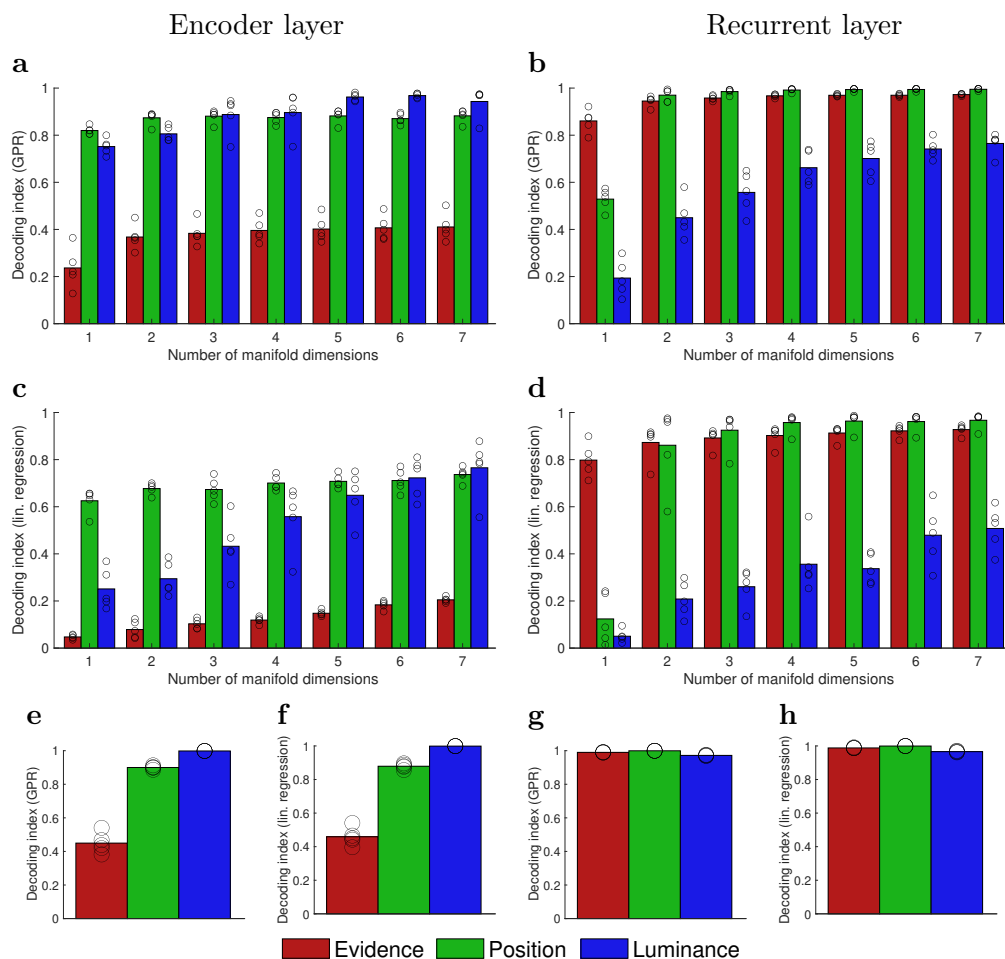 Encoder layer
Recurrent layer
a
Decoding index (GPR)
1
0.8
0.6
0.4
0.2
0
1 2 3 4 5 6 7
Number of manifold dimensions
b
Decoding index (GPR)
1
0.8
0.6
0.4
0.2
0
1 2 3 4 5 6 7
Number of manifold dimensions
c
Decoding index (lin. regression)
1
0.8
0.6
0.4
0.2
0
1 2 3 4 5 6 7
Number of manifold dimensions
d
Decoding index (lin. regression)
1
0.8
0.6
0.4
0.2
0
1 2 3 4 5 6 7
Number of manifold dimensions
e
Decoding index (GPR)
1
0.8
0.6
0.4
0.2
0
f
Decoding index (lin. regression)
1
0.8
0.6
0.4
0.2
0
g
Decoding index (GPR)
1
0.8
0.6
0.4
0.2
0
h
Decoding index (lin. regression)
1
0.8
0.6
0.4
0.2
0
Evidence Position Luminance